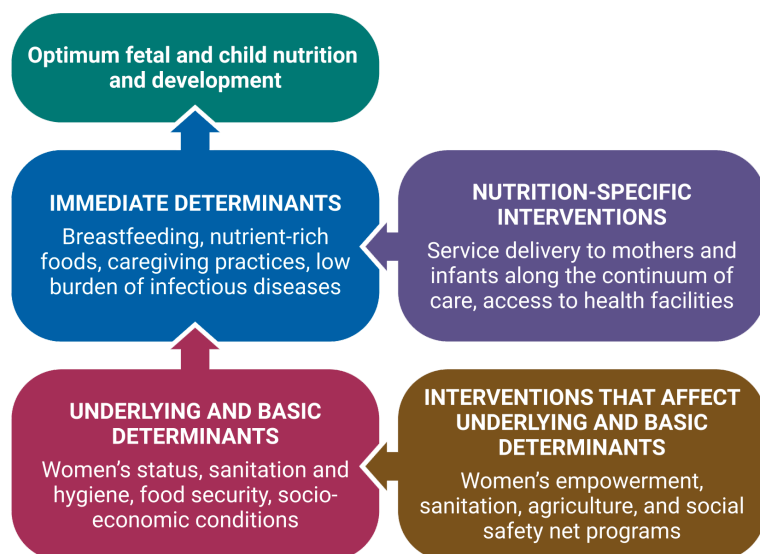 Optimum fetal and child nutrition
and development
IMMEDIATE DETERMINANTS
Breastfeeding, nutrient-rich
foods, caregiving practices, low
burden of infectious diseases
NUTRITION-SPECIFIC
INTERVENTIONS
Service delivery to mothers and
infants along the continuum of
care, access to health facilities
UNDERLYING AND BASIC
DETERMINANTS
Women’s status, sanitation and
hygiene, food security, socio-
economic conditions
INTERVENTIONS THAT AFFECT
UNDERLYING AND BASIC
DETERMINANTS
Women’s empowerment,
sanitation, agriculture, and social
safety net programs